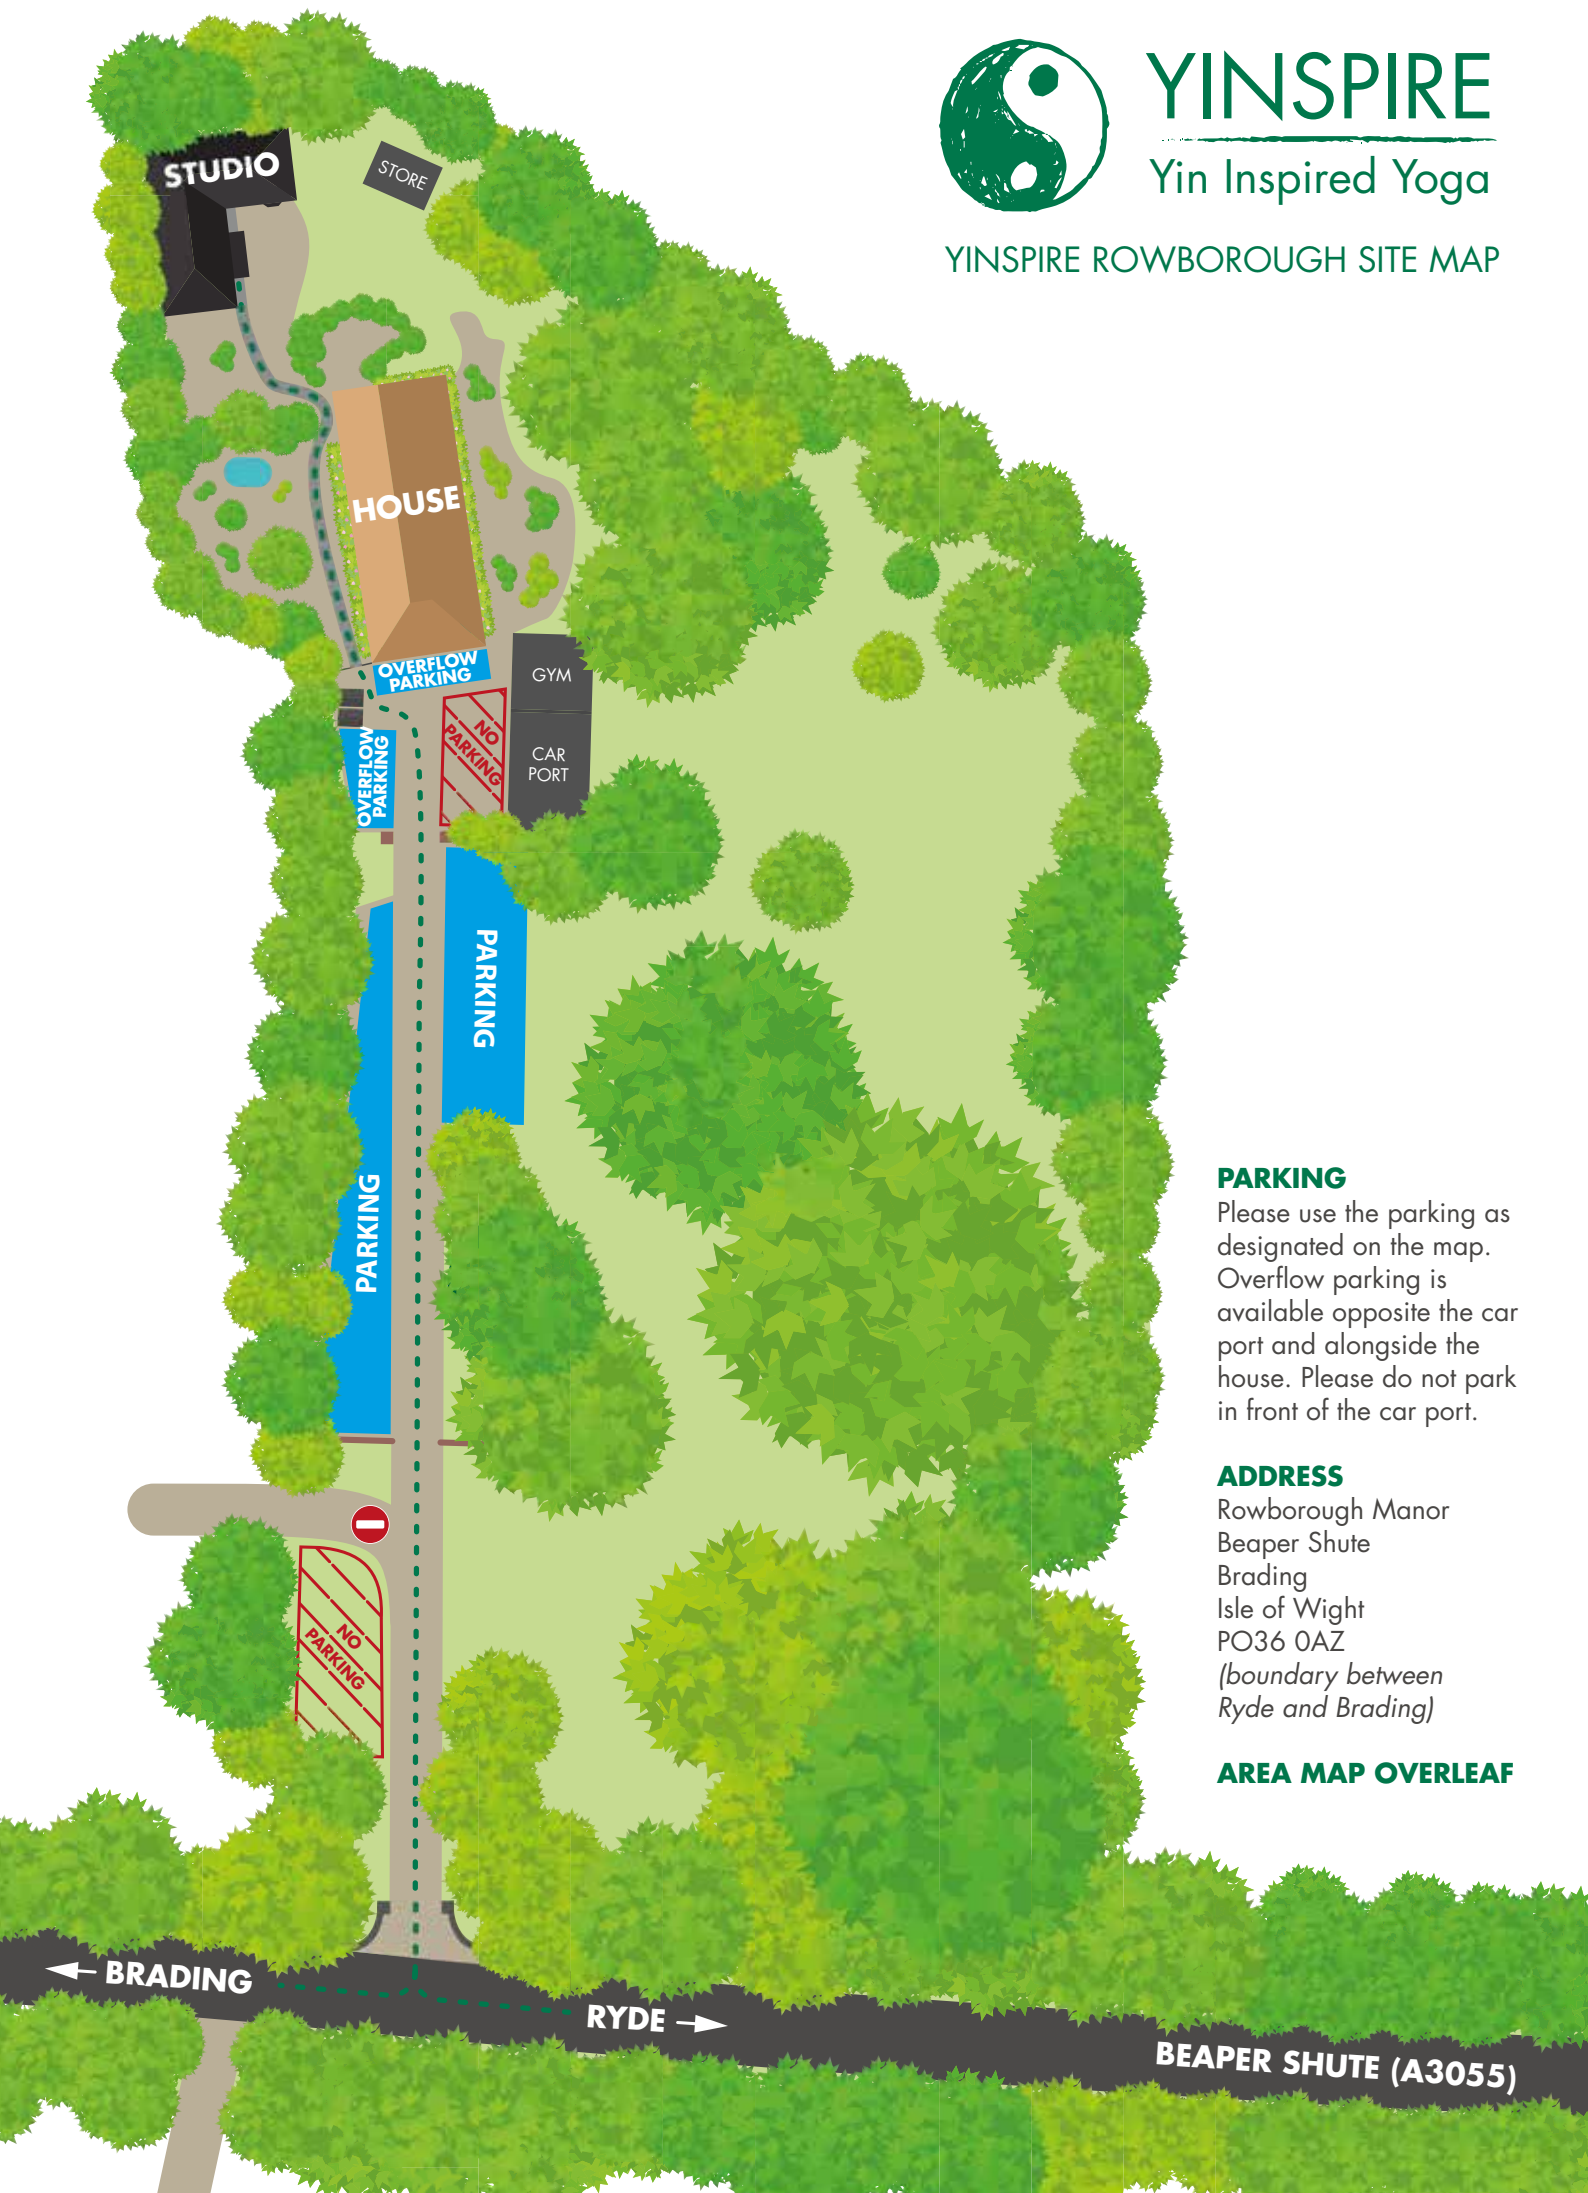 YINSPIRE
Yin Inspired Yoga
YINSPIRE ROWBOROUGH SITE MAP
STUDIO
STORE
HOUSE
OVERFLOW
PARKING
GYM
NO
PARKING
CAR
PORT
OVERFLOW
PARKING
PARKING
PARKING
NO
PARKING
PARKING
Please use the parking as
designated on the map.
Overflow parking is
available opposite the car
port and alongside the
house. Please do not park
in front of the car port.
ADDRESS
Rowborough Manor
Beaper Shute
Brading
Isle of Wight
PO36 0AZ
(boundary between
Ryde and Brading)
AREA MAP OVERLEAF
BRADING
RYDE
BEAPER SHUTE (A3055)